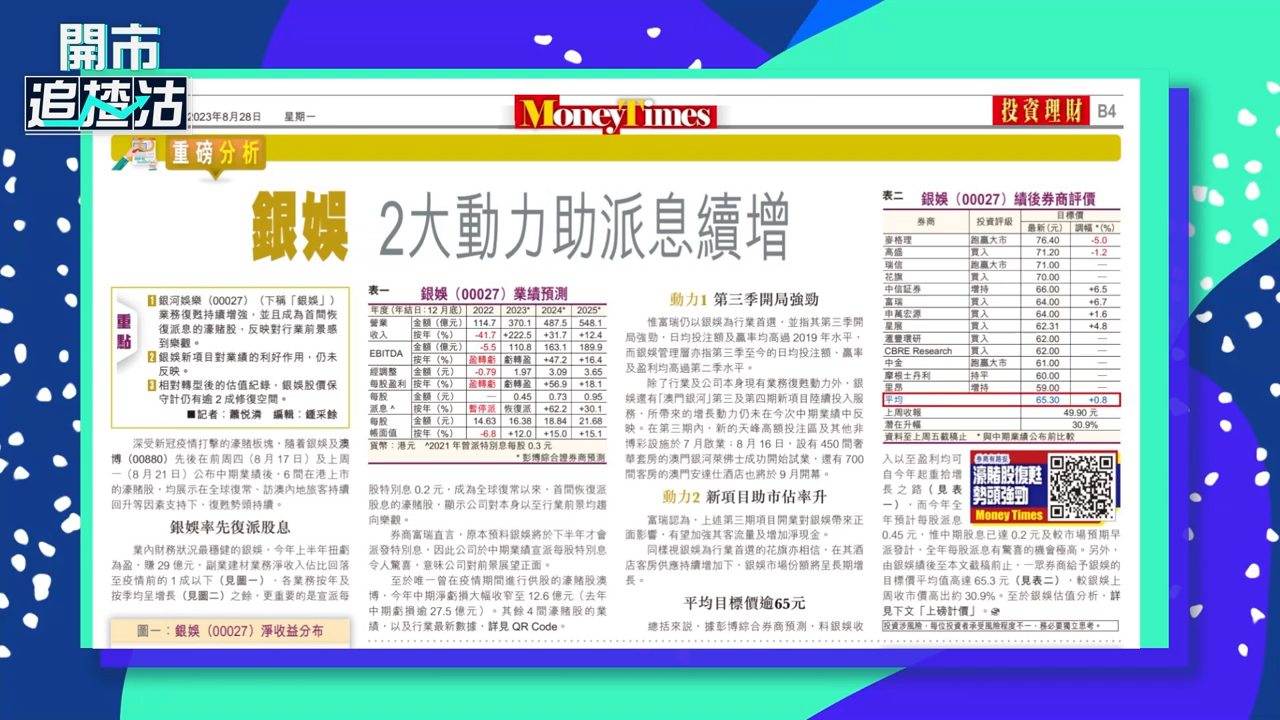 開市
追揸沽
2023年8月28日 星期一
MoneyTimes
投資理財 B4
重磅分析
銀娛 2大動力助派息續增
重點
1 銀河娛樂（00027）（下稱「銀娛」）
業務復甦持續增強，並且成為首間恢
復派息的濠賭股，反映對行業前景感
到樂觀。
2 銀娛新項目對業績的利好作用，仍未
反映。
3 相對轉型後的估值紀錄，銀娛股價保
守計仍有逾2成修復空間。
■記者：蕭悅濱 編輯：鍾采餘
深受新冠疫情打擊的濠賭板塊，隨着銀娛及澳
博（00880）先後在前周四（8月17日）及上周
一（8月21日）公布中期業績後，6間在港上市
的濠賭股，均展示在全球復常、訪澳內地旅客持續
回升等因素支持下，復甦勢頭持續。
銀娛率先復派股息
業內財務狀況最穩健的銀娛，今年上半年扭虧
為盈，賺29億元，副業建材業務淨收入佔比回落
至疫情前的1成以下（見圖一），各業務按年及
按季均呈增長（見圖二）之餘，更重要的是宣派每
圖一：銀娛（00027）淨收益分布
表一 銀娛（00027）業績預測
年度（年結日：12月底） 2022 2023* 2024* 2025*
營業收入 金額（億元） 114.7 370.1 487.5 548.1
按年（%） -41.7 +222.5 +31.7 +12.4
EBITDA 金額（億元） -5.5 110.8 163.1 189.9
按年（%） 盈轉虧 虧轉盈 +47.2 +16.4
經調整每股盈利 金額（元） -0.79 1.97 3.09 3.65
按年（%） 盈轉虧 虧轉盈 +56.9 +18.1
每股派息^ 金額（元） — 0.45 0.73 0.95
按年（%） 暫停派 恢復派 +62.2 +30.1
每股帳面值 金額（元） 14.63 16.38 18.84 21.68
按年（%） -6.8 +12.0 +15.0 +15.1
貨幣：港元 ^2021年曾派特別息每股0.3元
*彭博綜合證券商預測
股特別息0.2元，成為全球復常以來，首間恢復派
股息的濠賭股，顯示公司對本身以至行業前景均趨
向樂觀。
券商富瑞直言，原本預料銀娛將於下半年才會
派發特別息，因此公司於中期業績宣派每股特別息
令人驚喜，意味公司對前景展望正面。
至於唯一曾在疫情期間進行供股的濠賭股澳
博，今年中期淨虧損大幅收窄至12.6億元（去年
中期虧損逾27.5億元）。其餘4間濠賭股的業
績，以及行業最新數據，詳見QR Code。
動力1 第三季開局強勁
惟富瑞仍以銀娛為行業首選，並指其第三季開
局強勁，日均投注額及贏率均高過2019年水平，
而銀娛管理層亦指第三季至今的日均投注額、贏率
及盈利均高過第二季水平。
除了行業及公司本身現有業務復甦動力外，銀
娛還有「澳門銀河」第三及第四期新項目陸續投入服
務，所帶來的增長動力仍未在今次中期業績中反
映。在第三期內，新的天峰高額投注區及其他非
博彩設施於7月啟業；8月16日，設有450間奢
華套房的澳門銀河萊佛士成功開始試業，還有700
間客房的澳門安達仕酒店也將於9月開幕。
動力2 新項目助市佔率升
富瑞認為，上述第三期項目開業對銀娛帶來正
面影響，有望加強其客流量及增加淨現金。
同樣視銀娛為行業首選的花旗亦相信，在其酒
店客房供應持續增加下，銀娛市場份額將呈長期增
長。
平均目標價逾65元
總括來說，據彭博綜合券商預測，料銀娛收
表二 銀娛（00027）績後券商評價
券商 投資評級 目標價
最新（元） 調幅*（%）
麥格理 跑贏大市 76.40 -5.0
高盛 買入 71.20 -1.2
瑞信 跑贏大市 71.00 —
花旗 買入 70.00 —
中信証券 增持 66.00 +6.5
富瑞 買入 64.00 +6.7
申萬宏源 買入 64.00 +1.6
星展 買入 62.31 +4.8
滙豐環研 買入 62.00 —
CBRE Research 買入 62.00 —
中金 跑贏大市 61.00 —
摩根士丹利 持平 60.00 —
里昂 增持 59.00 —
平均 65.30 +0.8
上周收報 49.90元
潛在升幅 30.9%
資料至上周五截稿止 *與中期業績公布前比較
入以至盈利均可
自今年起重拾增
長之路（見表
一），而今年全
年預計每股派息
濠賭股復甦
勢頭強勁
Money Times
0.45元，惟中期股息已達0.2元及較市場預期早
派發計，全年每股派息有驚喜的機會極高。另外，
由銀娛績後至本文截稿前止，一眾券商給予銀娛的
目標價平均值高達65.3元（見表二），較銀娛上
周收市價高出約30.9%。至於銀娛估值分析，詳
見下文「上磅計價」。
投資涉風險，每位投資者承受風險程度不一，務必要獨立思考。